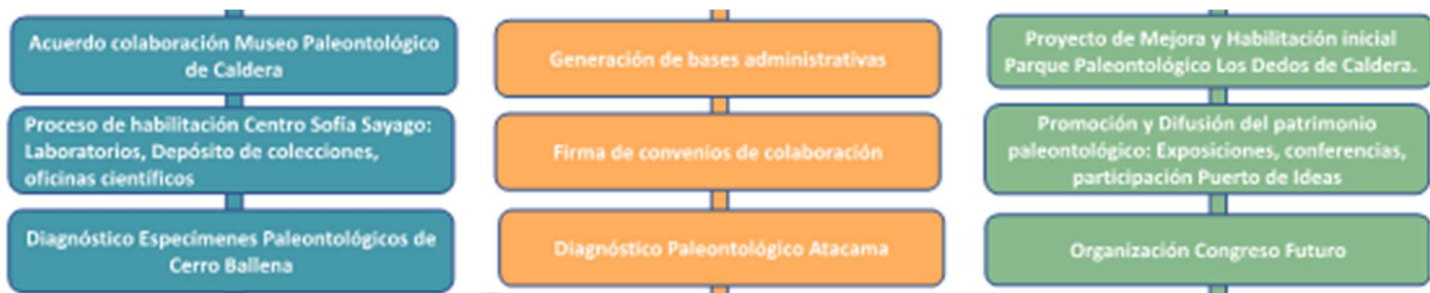 Acuerdo colaboración Museo Paleontológico
de Caldera
Proceso de habilitación Centro Sofía Sayago:
Laboratorios, Depósito de colecciones,
oficinas científicos
Diagnóstico Especímenes Paleontológicos de
Cerro Ballena
Generación de bases administrativas
Firma de convenios de colaboración
Diagnóstico Paleontológico Atacama
Proyecto de Mejora y Habilitación inicial
Parque Paleontológico Los Dedos de Caldera.
Promoción y Difusión del patrimonio
paleontológico: Exposiciones, conferencias,
participación Puerto de Ideas
Organización Congreso Futuro